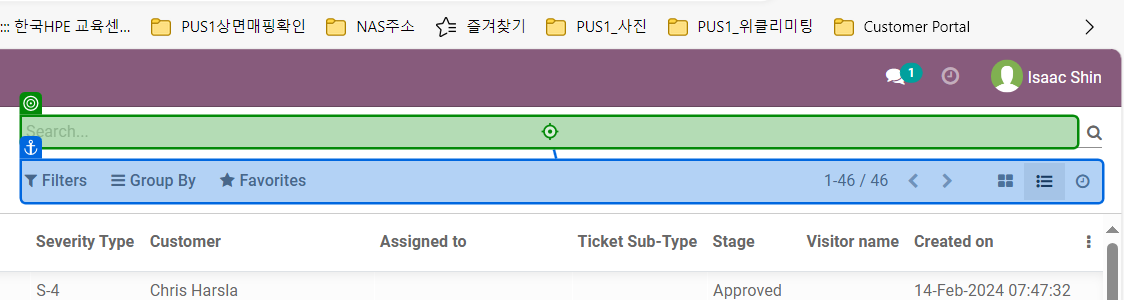 ::: 한국HPE 교육센... PUS1상면매핑확인 NAS주소 즐겨찾기 PUS1_사진 PUS1_위클리미팅 Customer Portal
1 Isaac Shin
Search...
Filters Group By Favorites 1-46 / 46
Severity Type Customer Assigned to Ticket Sub-Type Stage Visitor name Created on
S-4 Chris Harsla Approved 14-Feb-2024 07:47:32